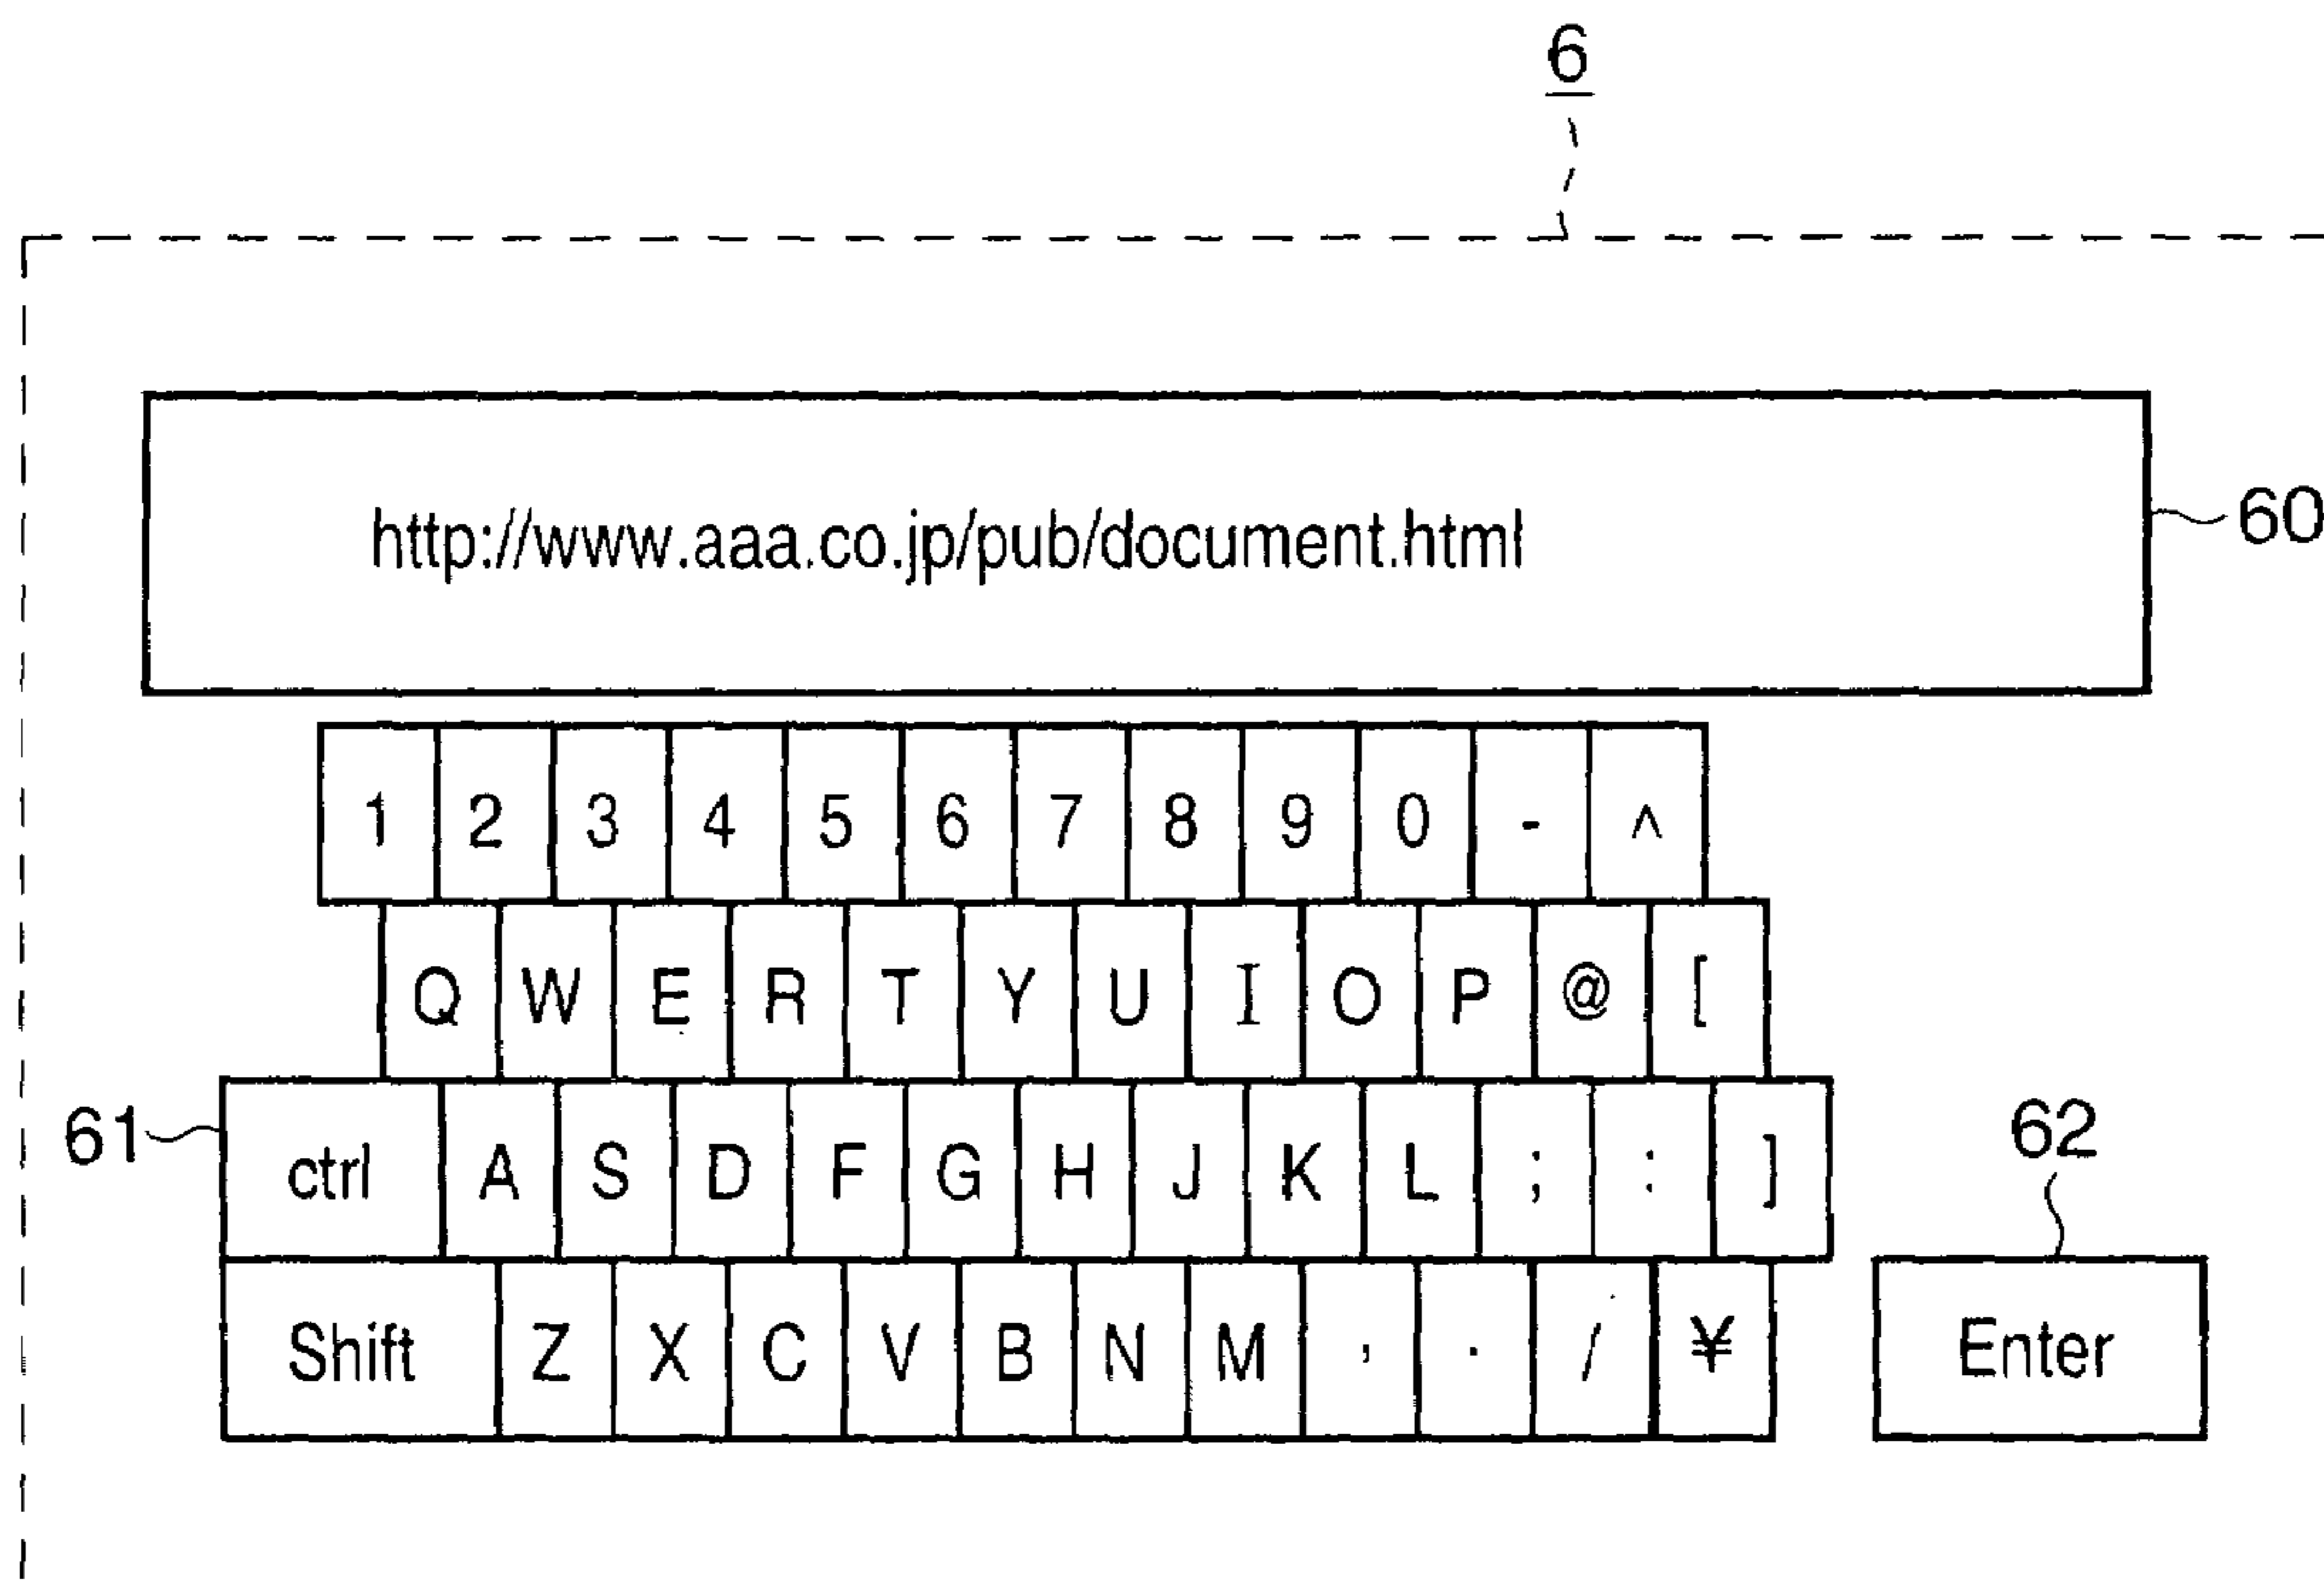 6
http://www.aaa.co.jp/pub/document.html
60
1 2 3 4 5 6 7 8 9 0 - ^
Q W E R T Y U I O P @ [
61 ctrl A S D F G H J K L ; : ] 62
Shift Z X C V B N M , . / ¥ Enter